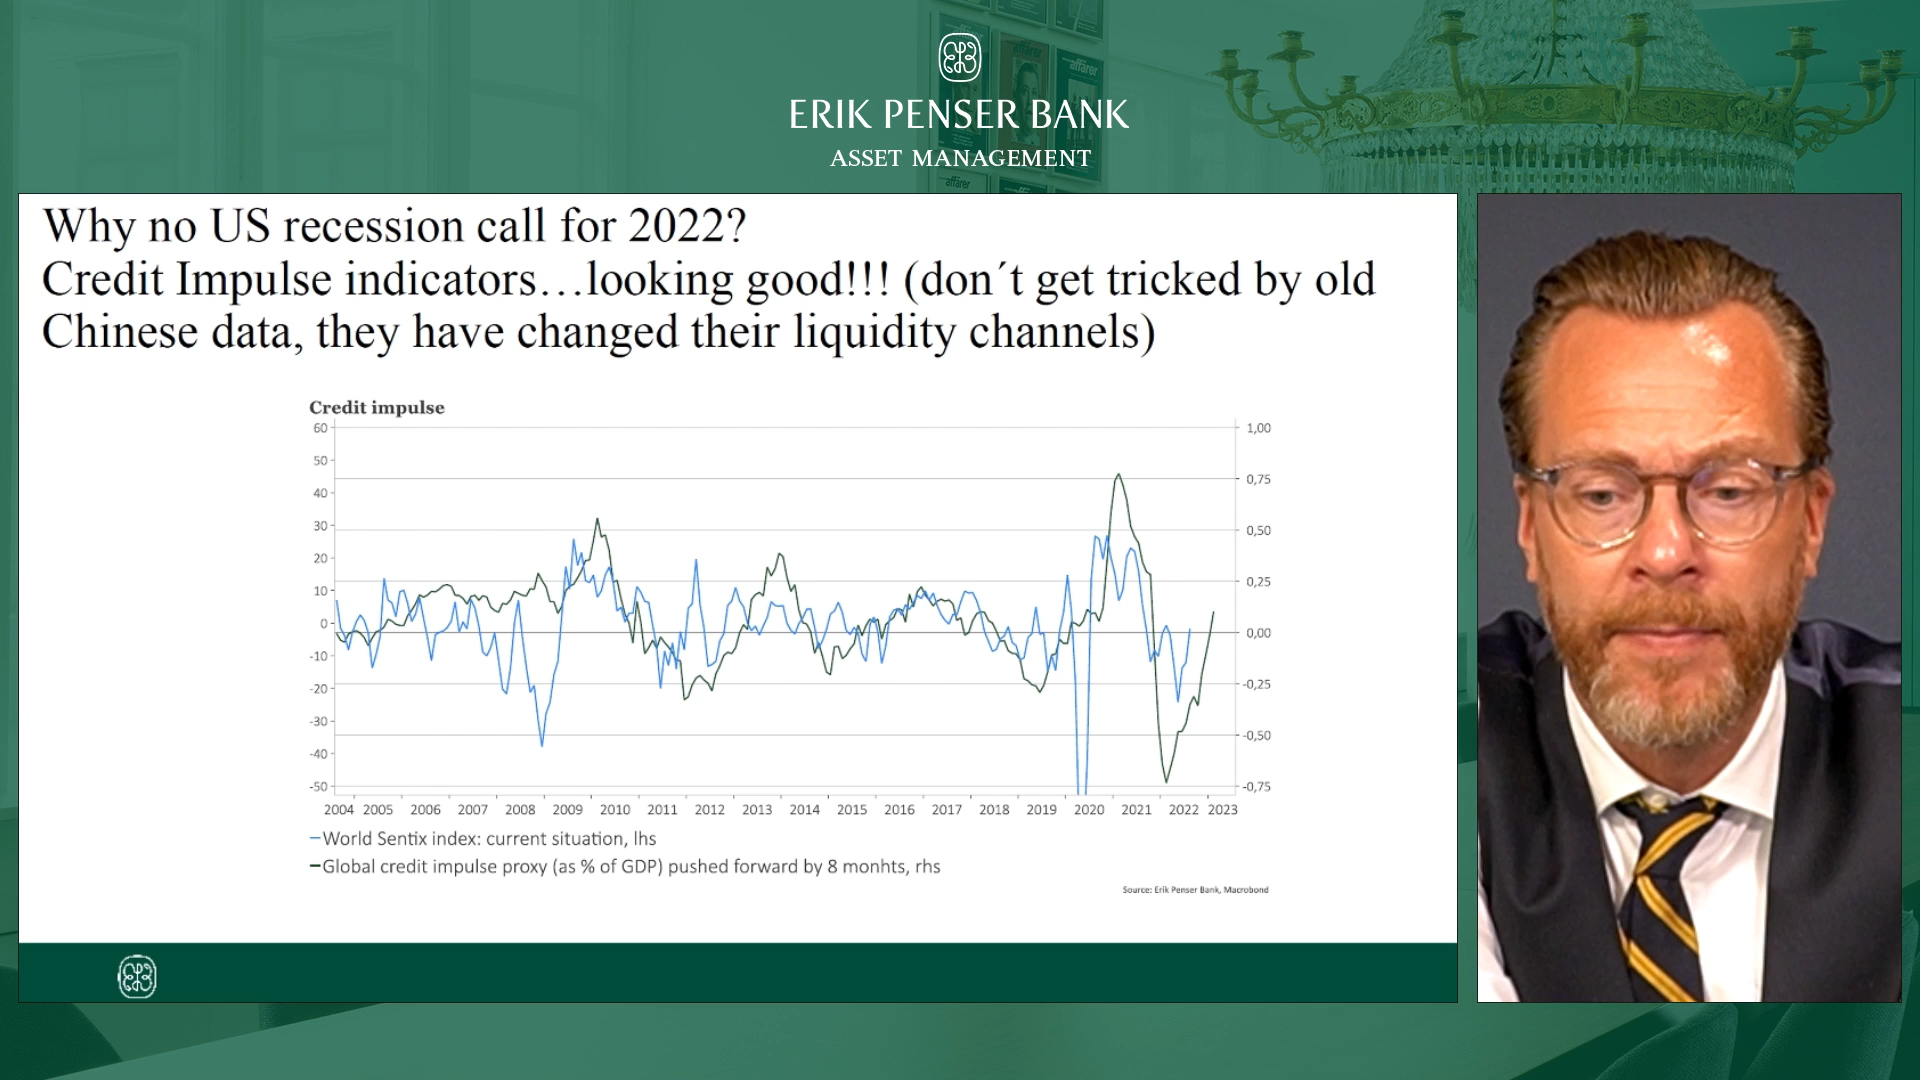 affärer
affärer
ERIK PENSER BANK
ASSET MANAGEMENT
affärer
Why no US recession call for 2022?
Credit Impulse indicators…looking good!!! (don´t get tricked by old
Chinese data, they have changed their liquidity channels)
Credit impulse
60 1,00
50
40 0,75
30 0,50
20
10 0,25
0 0,00
-10
-20 -0,25
-30
-40 -0,50
-50 -0,75
2004 2005 2006 2007 2008 2009 2010 2011 2012 2013 2014 2015 2016 2017 2018 2019 2020 2021 2022 2023
World Sentix index: current situation, lhs
Global credit impulse proxy (as % of GDP) pushed forward by 8 monhts, rhs
Source: Erik Penser Bank, Macrobond